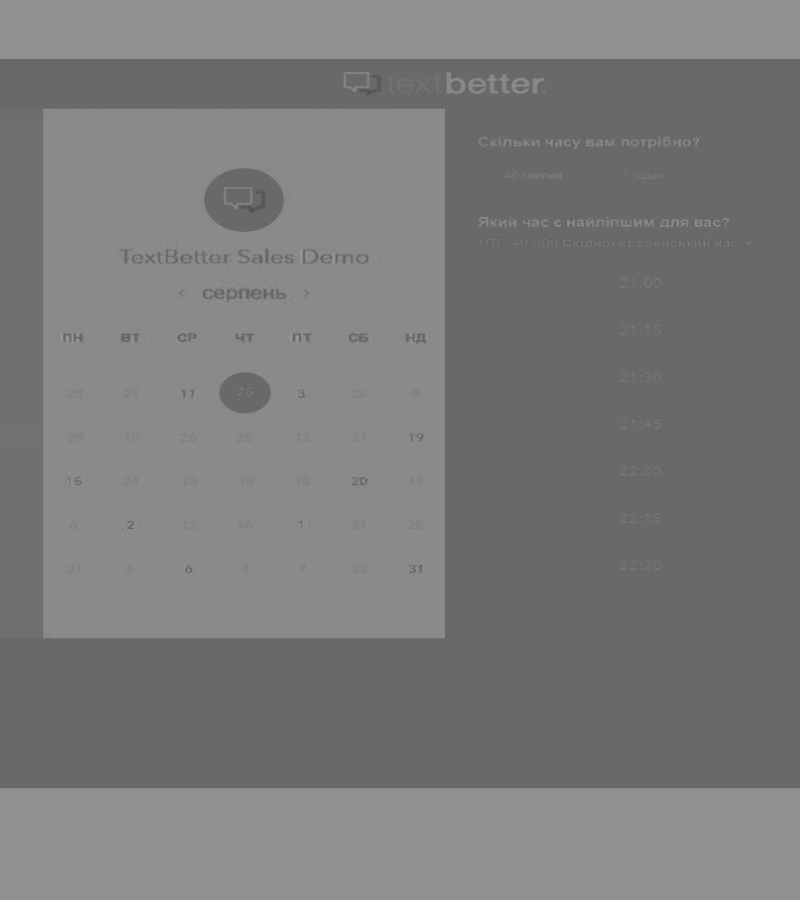 textbetter
TextBetter Sales Demo
‹ серпень ›
ПН ВТ СР ЧТ ПТ СБ НД
28 21 11 25 3 26 9
29 10 26 25 12 21 19
15 24 13 13 10 20 14
6 2 12 16 1 31 25
21 6 6 4 7 22 31
Скільки часу вам потрібно?
40 хвилин 1 годин
Який час є найліпшим для вас?
UTC +03:00 Східноєвропейський час
21:00
21:15
21:30
21:45
22:00
22:15
22:30